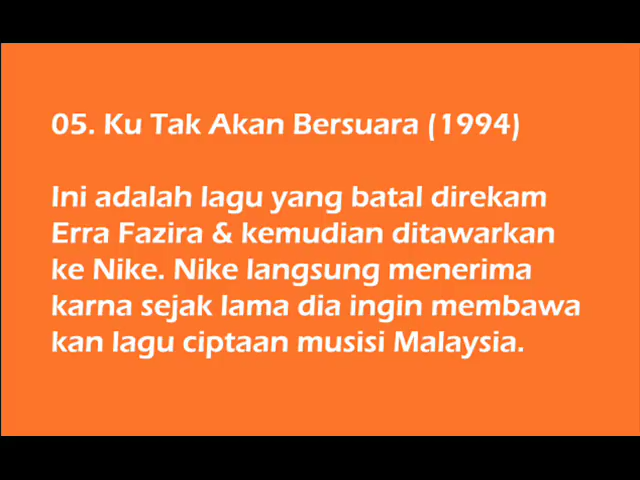 05. Ku Tak Akan Bersuara (1994)
Ini adalah lagu yang batal direkam
Erra Fazira & kemudian ditawarkan
ke Nike. Nike langsung menerima
karna sejak lama dia ingin membawa
kan lagu ciptaan musisi Malaysia.